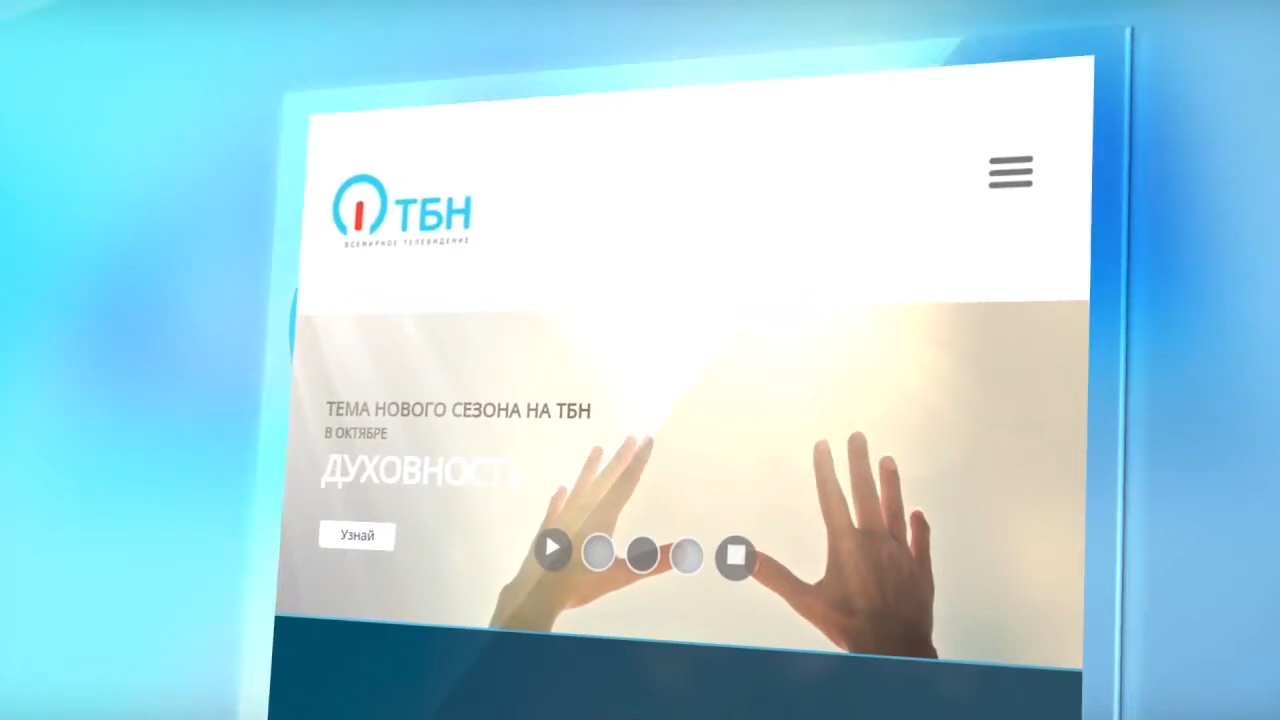 ТБН
ВСЕМИРНОЕ ТЕЛЕВИДЕНИЕ
ТЕМА НОВОГО СЕЗОНА НА ТБН
В ОКТЯБРЕ
ДУХОВНОСТЬ
Узнай